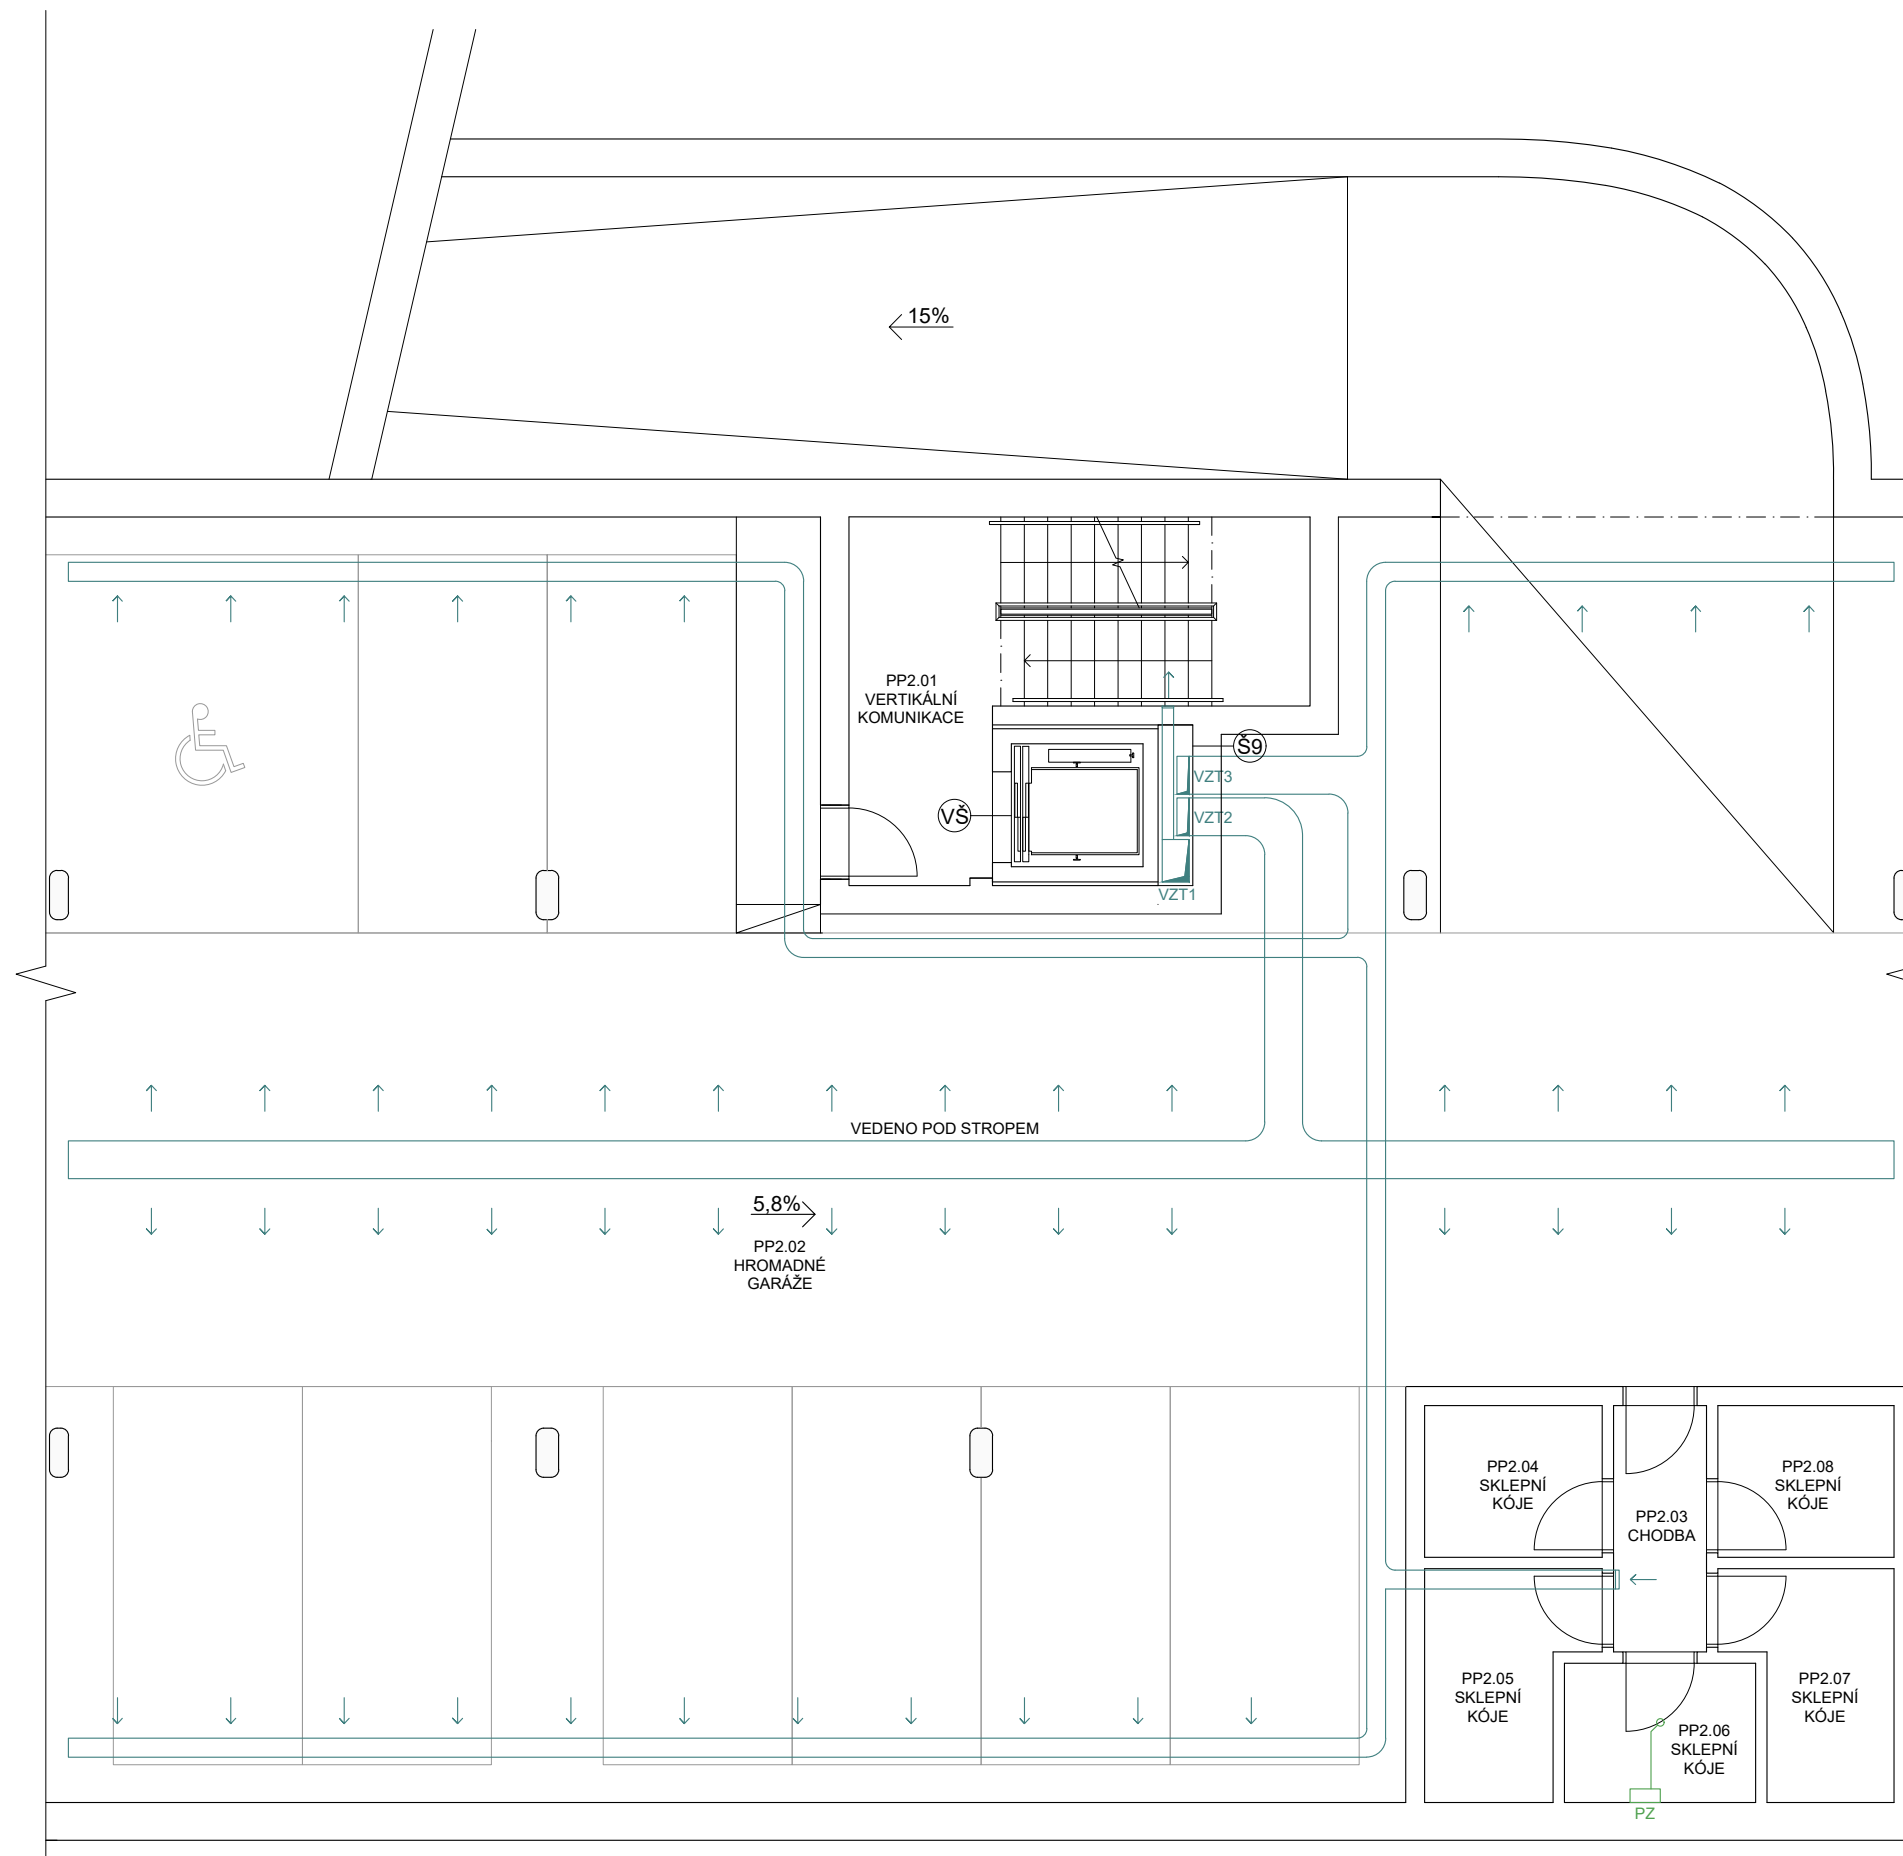 15%
PP2.01
VERTIKÁLNÍ
KOMUNIKACE
Š9
VZT3
VŠ
VZT2
VZT1
VEDENO POD STROPEM
5,8%
PP2.02
HROMADNÉ
GARÁŽE
PP2.04
SKLEPNÍ
KÓJE
PP2.08
SKLEPNÍ
KÓJE
PP2.03
CHODBA
PP2.05
SKLEPNÍ
KÓJE
PP2.07
SKLEPNÍ
KÓJE
PP2.06
SKLEPNÍ
KÓJE
PZ